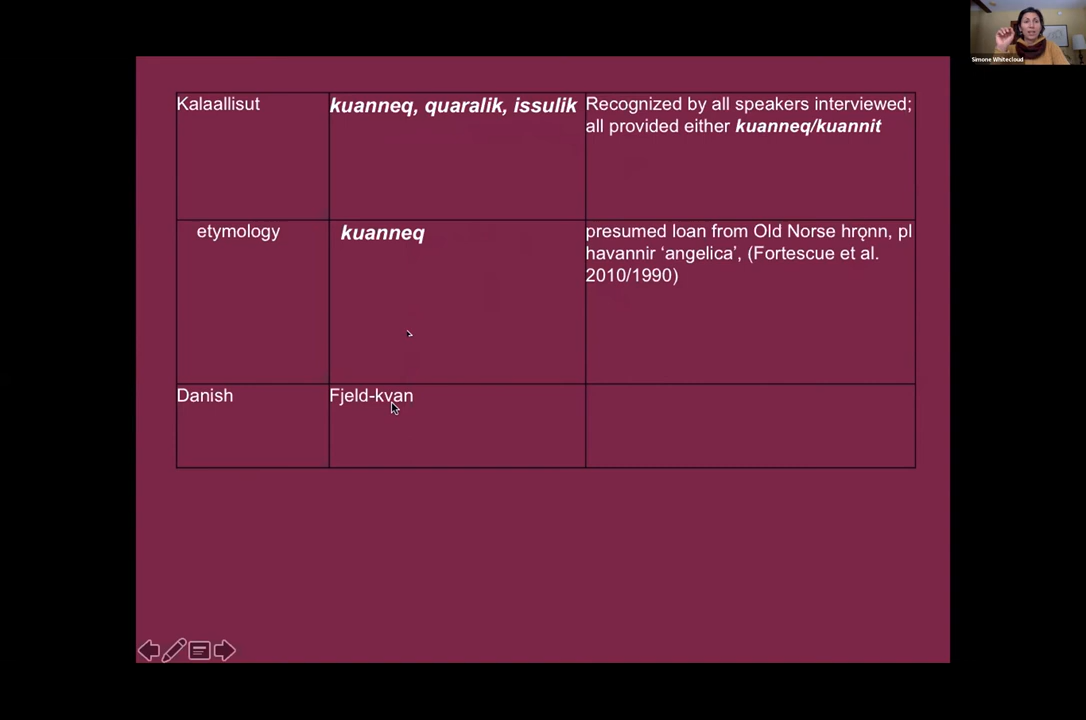 Simone Whitecloud
Kalaallisut
kuanneq, quaralik, issulik
Recognized by all speakers interviewed;
all provided either kuanneq/kuannit
etymology
kuanneq
presumed loan from Old Norse hrǫnn, pl
havannir ‘angelica’, (Fortescue et al.
2010/1990)
Danish
Fjeld-kvan